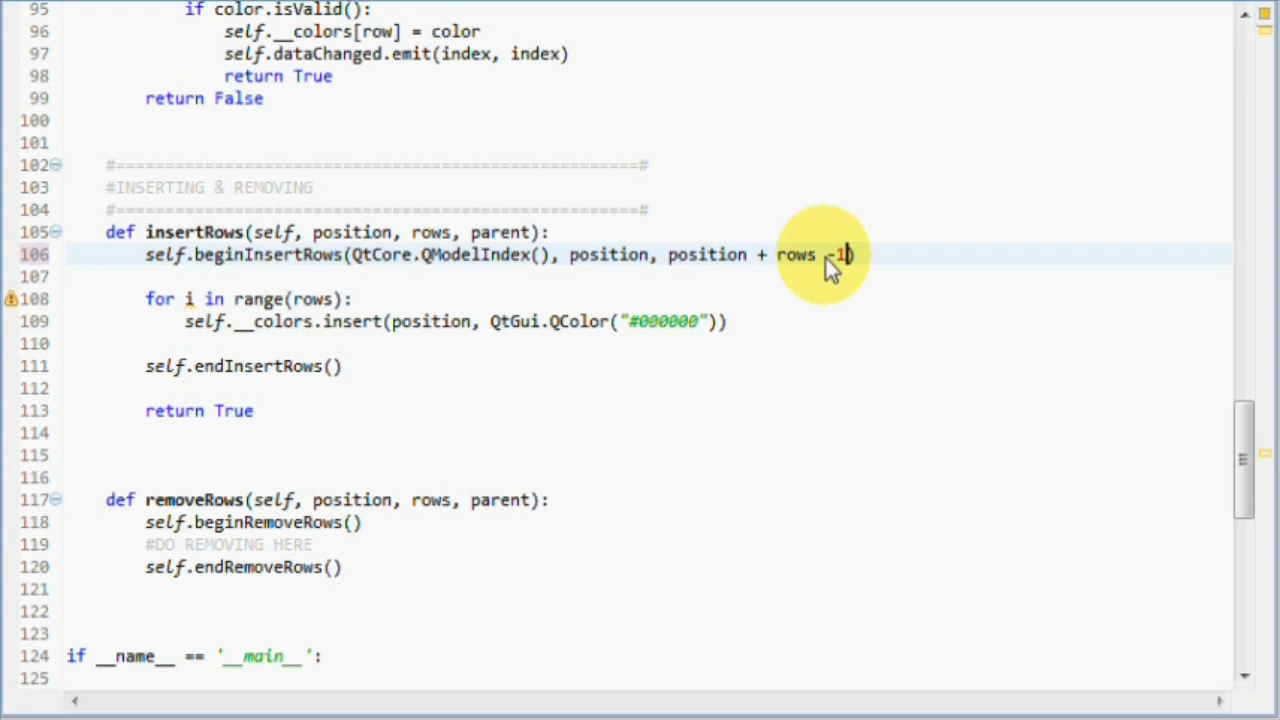 95 if color.isValid():
96 self.__colors[row] = color
97 self.dataChanged.emit(index, index)
98 return True
99 return False
100
101
102 #=====================================================#
103 #INSERTING & REMOVING
104 #=====================================================#
105 def insertRows(self, position, rows, parent):
106 self.beginInsertRows(QtCore.QModelIndex(), position, position + rows -1)
107
108 for i in range(rows):
109 self.__colors.insert(position, QtGui.QColor("#000000"))
110
111 self.endInsertRows()
112
113 return True
114
115
116
117 def removeRows(self, position, rows, parent):
118 self.beginRemoveRows()
119 #DO REMOVING HERE
120 self.endRemoveRows()
121
122
123
124 if __name__ == '__main__':
125